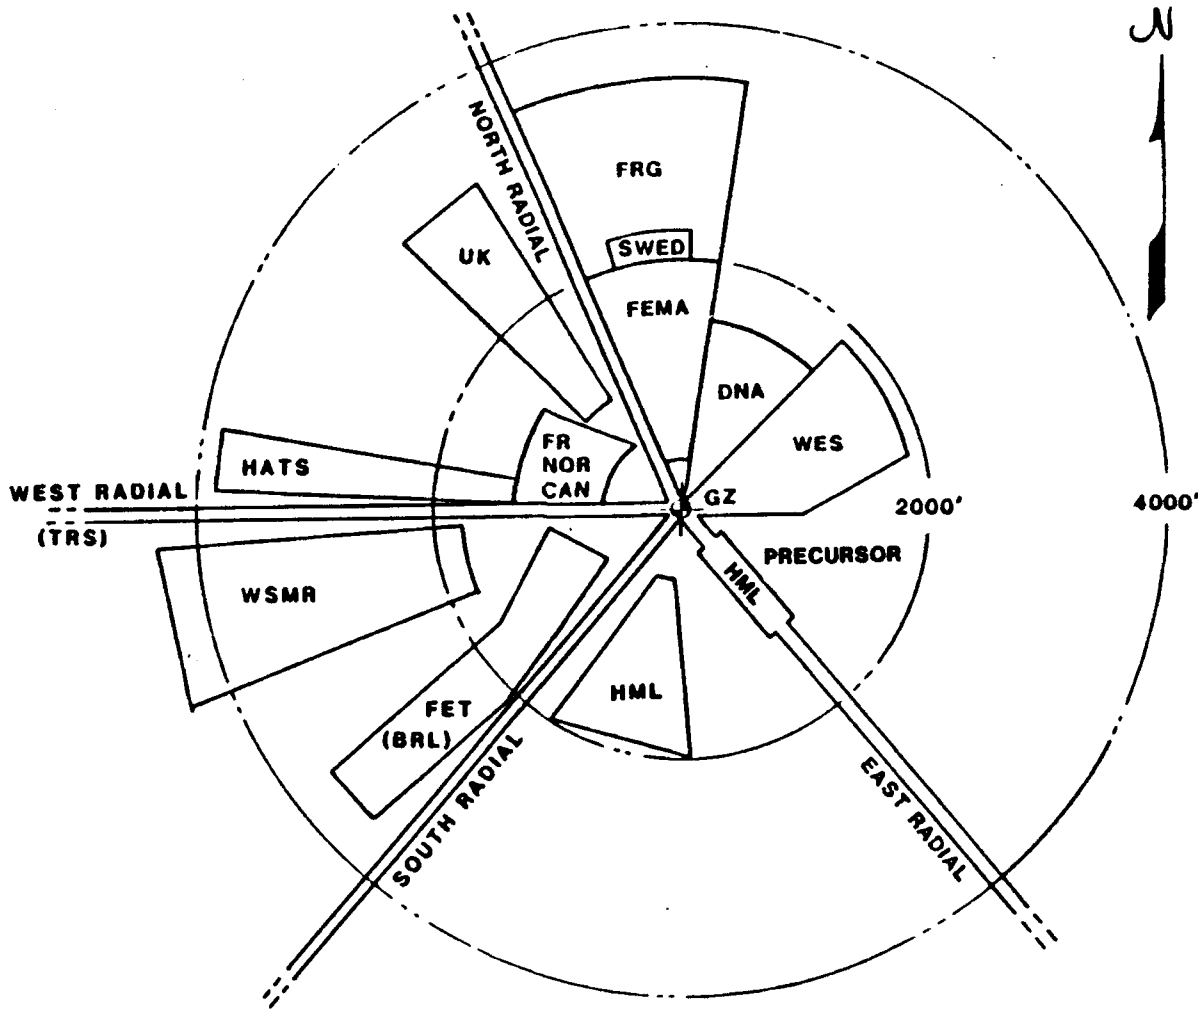 N
NORTH RADIAL
FRG
SWED
UK
FEMA
DNA
WES
FR
NOR
CAN
HATS
WEST RADIAL
(TRS)
GZ
2000'
4000'
PRECURSOR
HML
WSMR
HML
FET
(BRL)
SOUTH RADIAL
EAST RADIAL